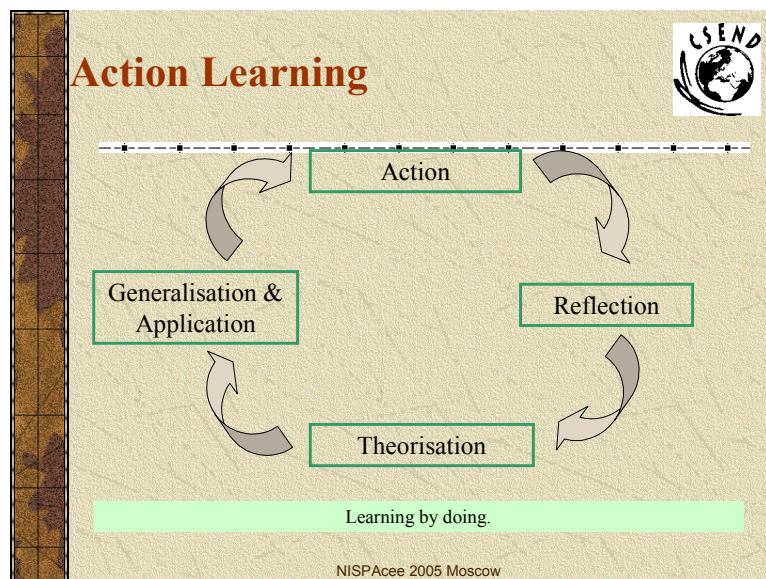 CSEND
Action Learning
Action
Generalisation &
Application
Reflection
Theorisation
Learning by doing.
NISPAcee 2005 Moscow